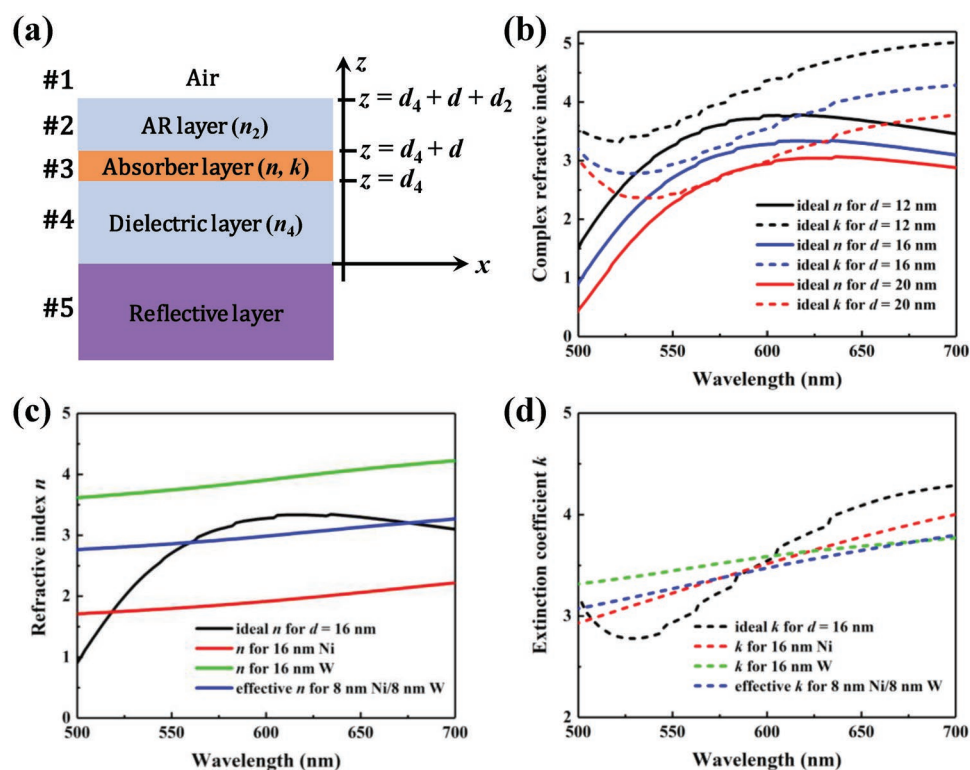 (a)
#1
Air
z
z = d4 + d + d2
#2
AR layer (n2)
z = d4 + d
#3
Absorber layer (n, k)
z = d4
#4
Dielectric layer (n4)
x
#5
Reflective layer
(b)
Complex refractive index
5
4
3
2
1
0
ideal n for d = 12 nm
ideal k for d = 12 nm
ideal n for d = 16 nm
ideal k for d = 16 nm
ideal n for d = 20 nm
ideal k for d = 20 nm
500 550 600 650 700
Wavelength (nm)
(c)
Refractive index n
5
4
3
2
1
0
ideal n for d = 16 nm
n for 16 nm Ni
n for 16 nm W
effective n for 8 nm Ni/8 nm W
500 550 600 650 700
Wavelength (nm)
(d)
Extinction coefficient k
5
4
3
2
ideal k for d = 16 nm
k for 16 nm Ni
k for 16 nm W
effective k for 8 nm Ni/8 nm W
500 550 600 650 700
Wavelength (nm)